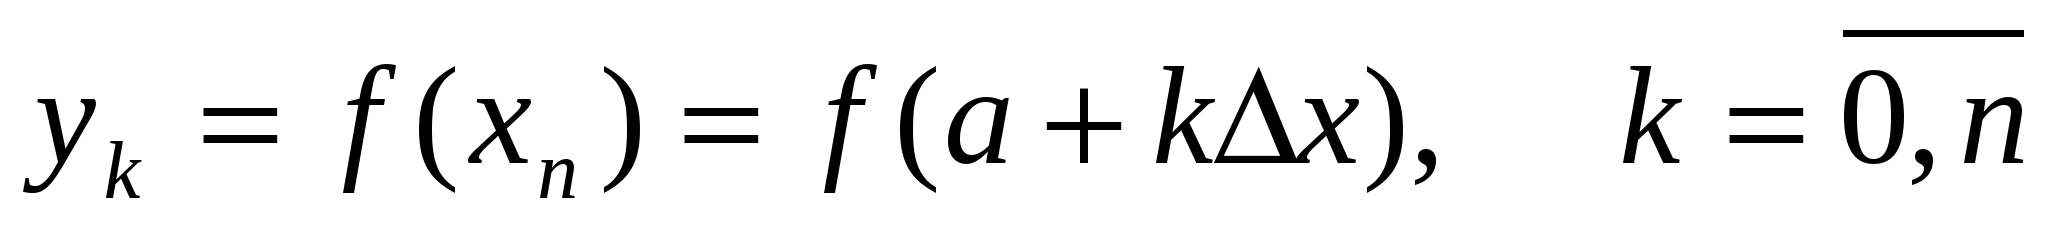 y_k = f(x_n) = f(a + kΔx),    k = \overline{0, n}